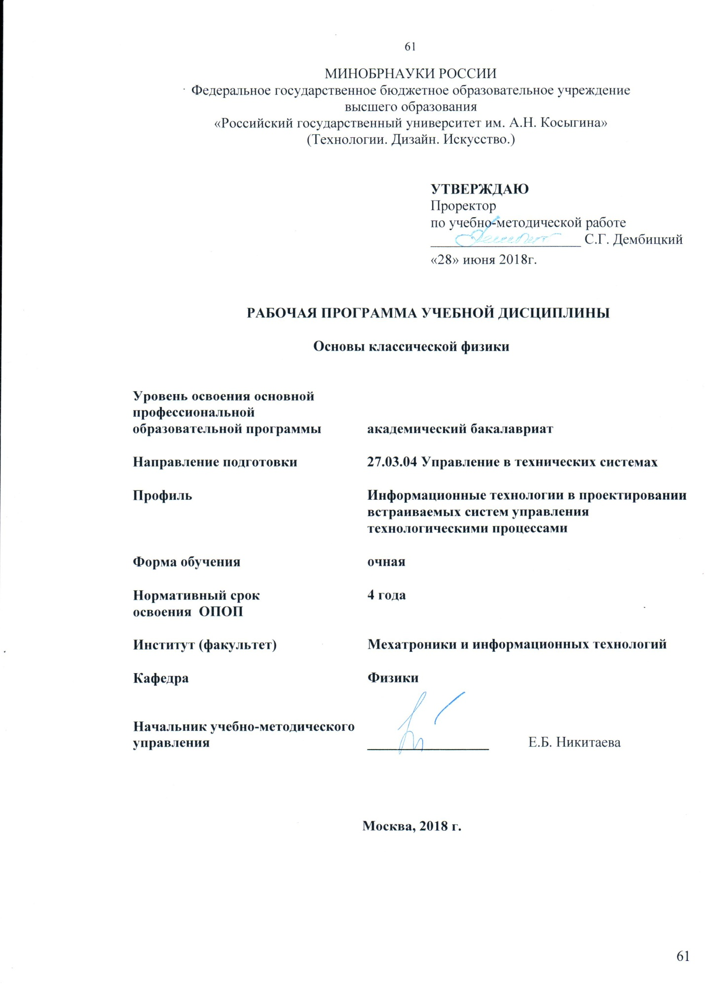 61
МИНОБРНАУКИ РОССИИ
Федеральное государственное бюджетное образовательное учреждение
высшего образования
«Российский государственный университет им. А.Н. Косыгина»
(Технологии. Дизайн. Искусство.)
УТВЕРЖДАЮ
Проректор
по учебно-методической работе
С.Г. Дембицкий
«28» июня 2018г.
РАБОЧАЯ ПРОГРАММА УЧЕБНОЙ ДИСЦИПЛИНЫ
Основы классической физики
Уровень освоения основной
профессиональной
образовательной программы академический бакалавриат
Направление подготовки 27.03.04 Управление в технических системах
Профиль Информационные технологии в проектировании
встраиваемых систем управления
технологическими процессами
Форма обучения очная
Нормативный срок 4 года
освоения ОПОП
Институт (факультет) Мехатроники и информационных технологий
Кафедра Физики
Начальник учебно-методического
управления Е.Б. Никитаева
Москва, 2018 г.
61